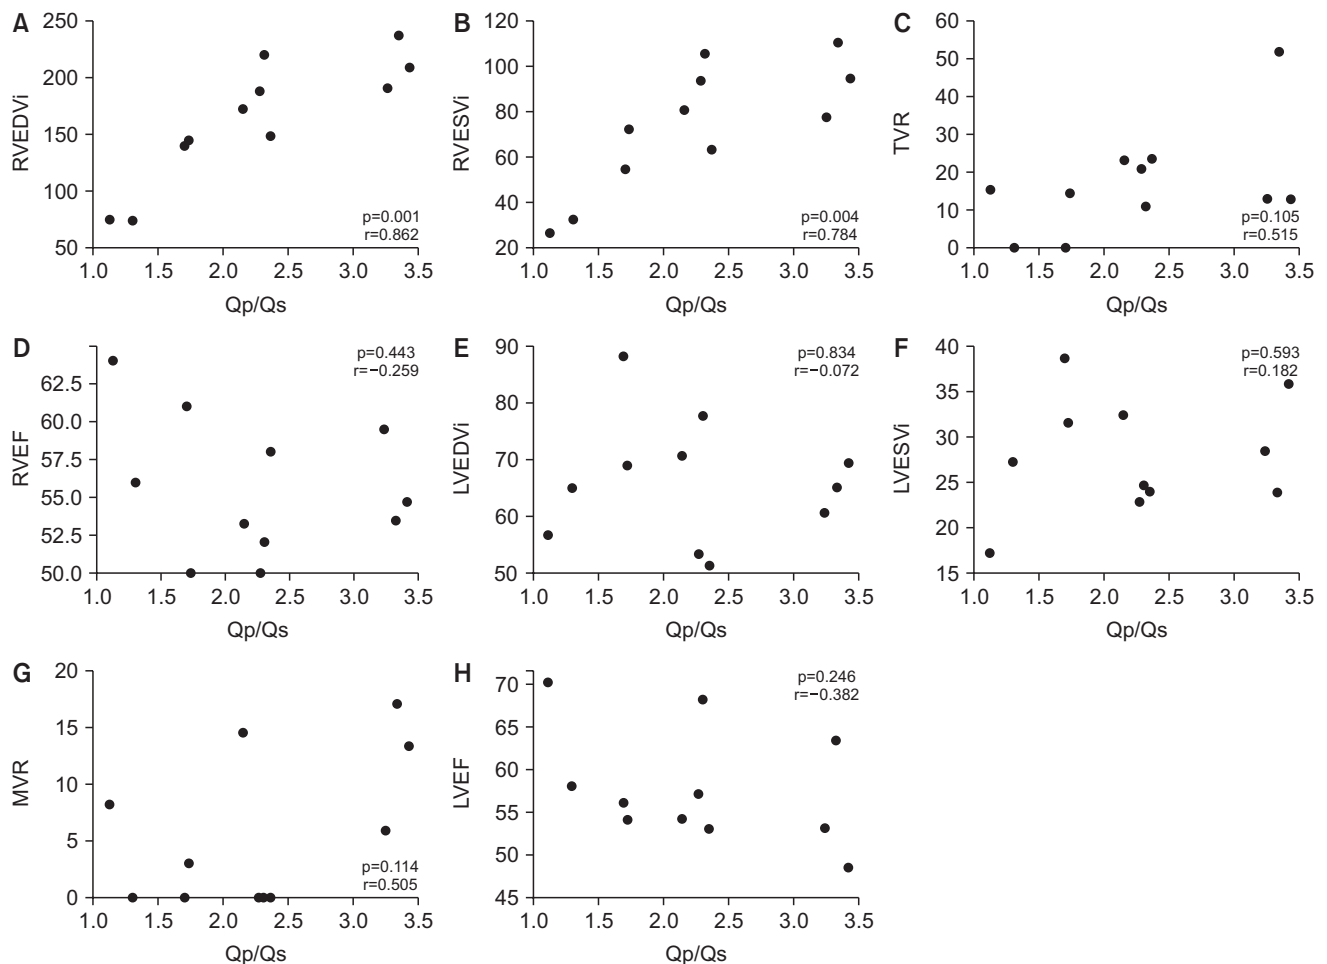 A
RVEDVi
250
200
150
100
50
p=0.001
r=0.862
1.0 1.5 2.0 2.5 3.0 3.5
Qp/Qs
B
RVESVi
120
100
80
60
40
20
p=0.004
r=0.784
1.0 1.5 2.0 2.5 3.0 3.5
Qp/Qs
C
TVR
60
50
40
30
20
10
0
p=0.105
r=0.515
1.0 1.5 2.0 2.5 3.0 3.5
Qp/Qs
D
RVEF
62.5
60.0
57.5
55.0
52.5
50.0
p=0.443
r=−0.259
1.0 1.5 2.0 2.5 3.0 3.5
Qp/Qs
E
LVEDVi
90
80
70
60
50
p=0.834
r=−0.072
1.0 1.5 2.0 2.5 3.0 3.5
Qp/Qs
F
LVESVi
40
35
30
25
20
15
p=0.593
r=0.182
1.0 1.5 2.0 2.5 3.0 3.5
Qp/Qs
G
MVR
20
15
10
5
0
p=0.114
r=0.505
1.0 1.5 2.0 2.5 3.0 3.5
Qp/Qs
H
LVEF
70
65
60
55
50
45
p=0.246
r=−0.382
1.0 1.5 2.0 2.5 3.0 3.5
Qp/Qs